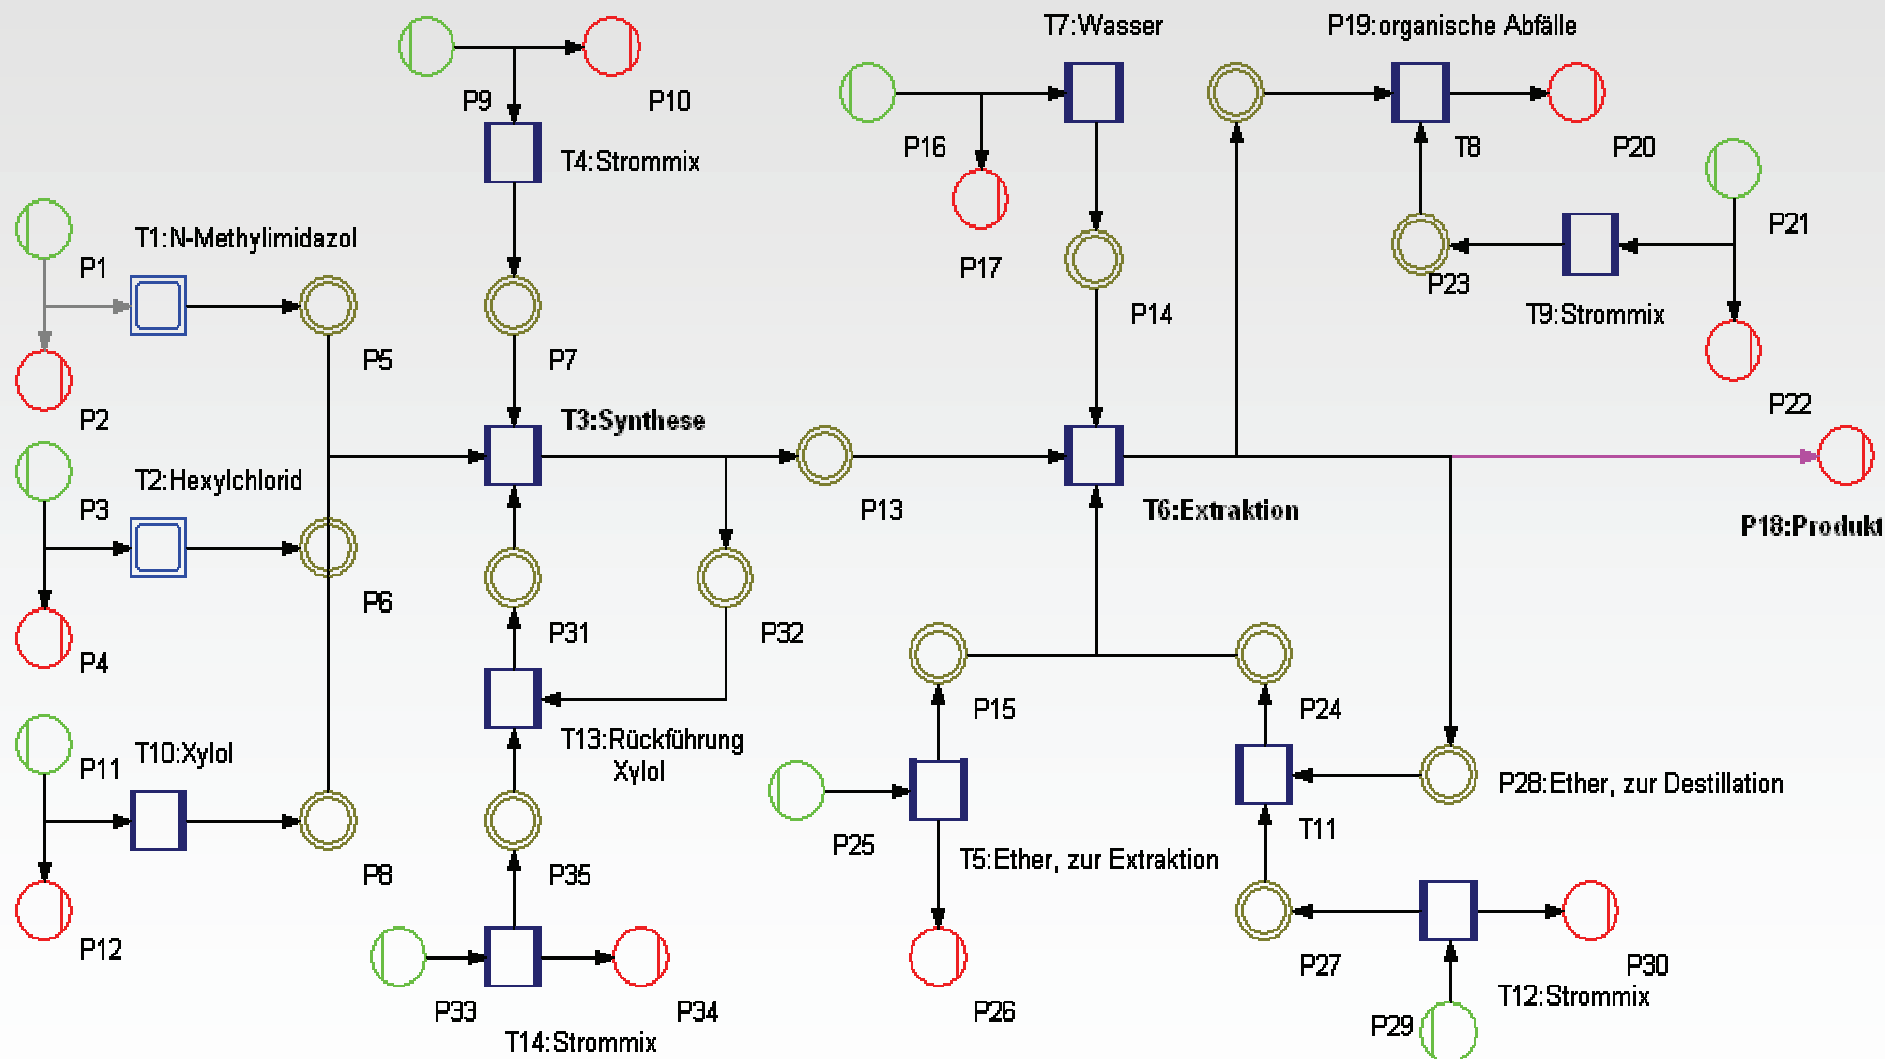 T7:Wasser
P19:organische Abfälle
P9
P10
P16
T8
P20
T4:Strommix
P21
T1:N-Methylimidazol
P1
P17
P23
P14
T9:Strommix
P5
P7
P2
T3:Synthese
P22
T2:Hexylchlorid
P3
P13
T6:Extraktion
P18:Produkt
P6
P31
P32
P4
P15
P24
T13:Rückführung
Xylol
T10:Xylol
P11
P28:Ether, zur Destillation
T11
P25
T5:Ether, zur Extraktion
P8
P35
P12
P27
P30
T12:Strommix
P33
P34
P26
P29
T14:Strommix